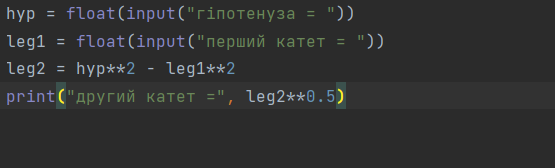 hyp = float(input("гіпотенуза = "))
leg1 = float(input("перший катет = "))
leg2 = hyp**2 - leg1**2
print("другий катет =", leg2**0.5)